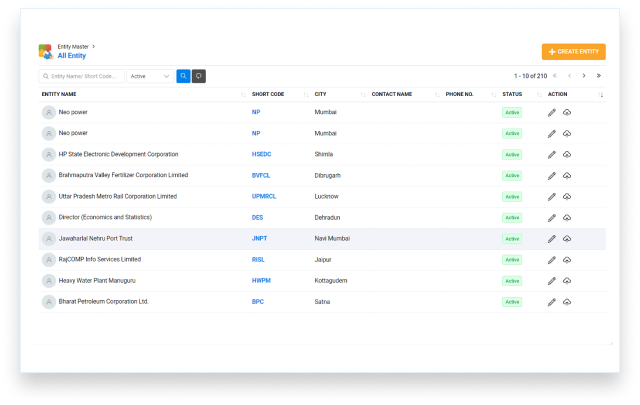 Entity Master >
All Entity
+ CREATE ENTITY
Entity Name/ Short Code... Active 1 - 10 of 210 « < > »
ENTITY NAME SHORT CODE CITY CONTACT NAME PHONE NO. STATUS ACTION
Neo power NP Mumbai Active
Neo power NP Mumbai Active
HP State Electronic Development Corporation HSEDC Shimla Active
Brahmaputra Valley Fertilizer Corporation Limited BVFCL Dibrugarh Active
Uttar Pradesh Metro Rail Corporation Limited UPMRCL Lucknow Active
Director (Economics and Statistics) DES Dehradun Active
Jawaharlal Nehru Port Trust JNPT Navi Mumbai Active
RajCOMP Info Services Limited RISL Jaipur Active
Heavy Water Plant Manuguru HWPM Kottagudem Active
Bharat Petroleum Corporation Ltd. BPC Satna Active